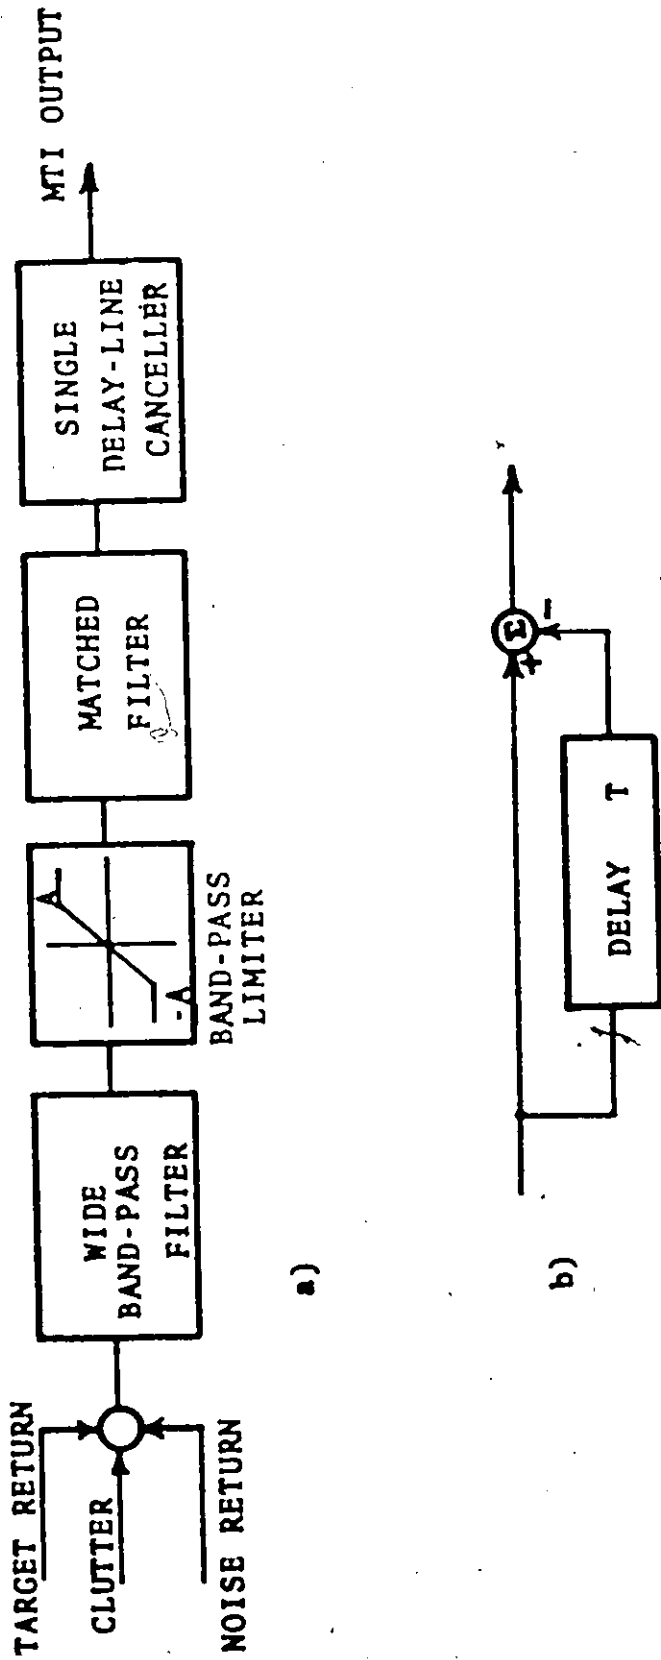 TARGET RETURN
CLUTTER
NOISE RETURN
WIDE
BAND-PASS
FILTER
A
-A
BAND-PASS
LIMITER
MATCHED
FILTER
SINGLE
DELAY-LINE
CANCELLER
MTI OUTPUT
a)
DELAY T
+
Σ
-
b)